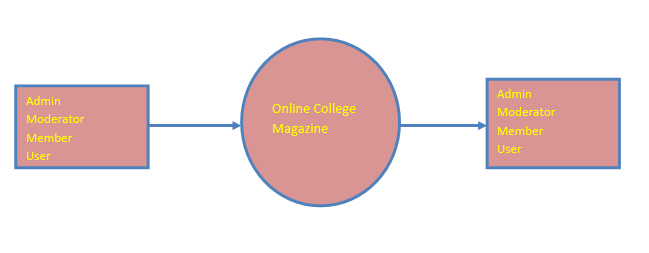 Admin
Moderator
Member
User
Online College
Magazine
Admin
Moderator
Member
User